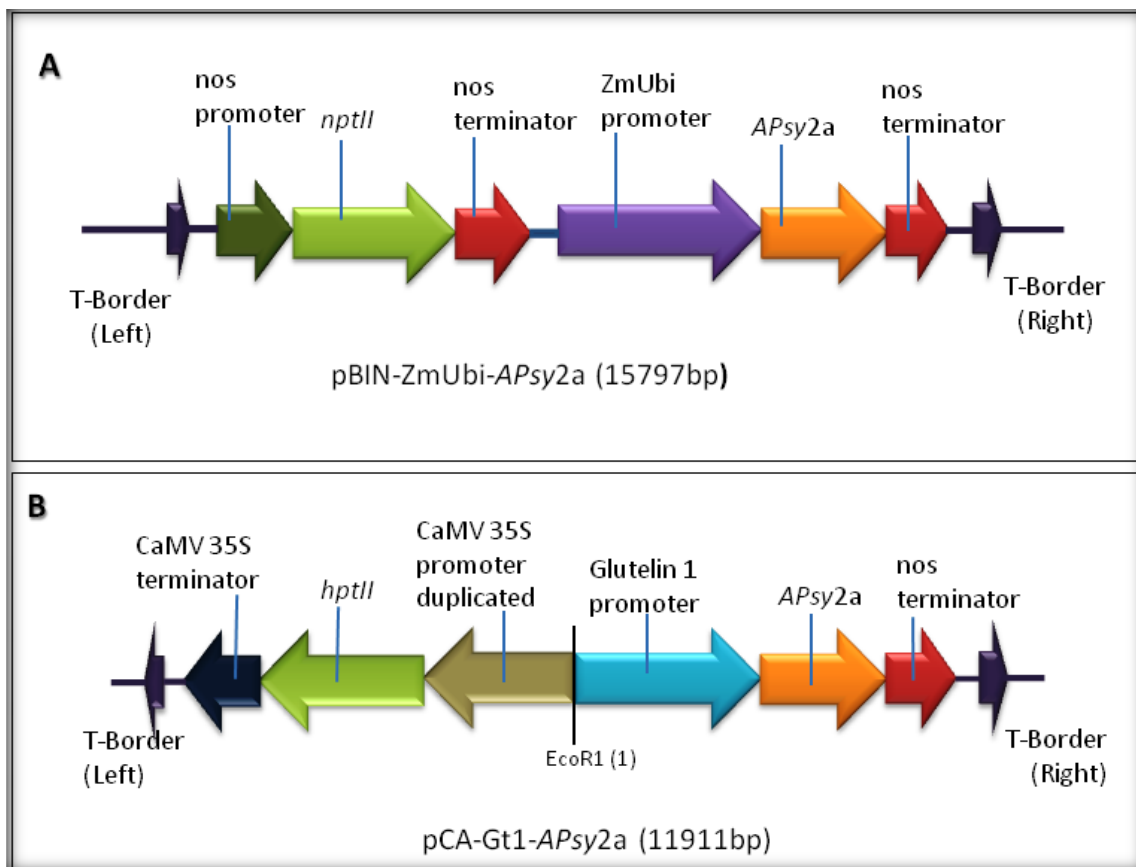 A
nos
promoter
nptII
nos
terminator
ZmUbi
promoter
APsy2a
nos
terminator
T-Border
(Left)
T-Border
(Right)
pBIN-ZmUbi-APsy2a (15797bp)
B
CaMV 35S
terminator
hptII
CaMV 35S
promoter
duplicated
Glutelin 1
promoter
APsy2a
nos
terminator
T-Border
(Left)
EcoR1 (1)
T-Border
(Right)
pCA-Gt1-APsy2a (11911bp)